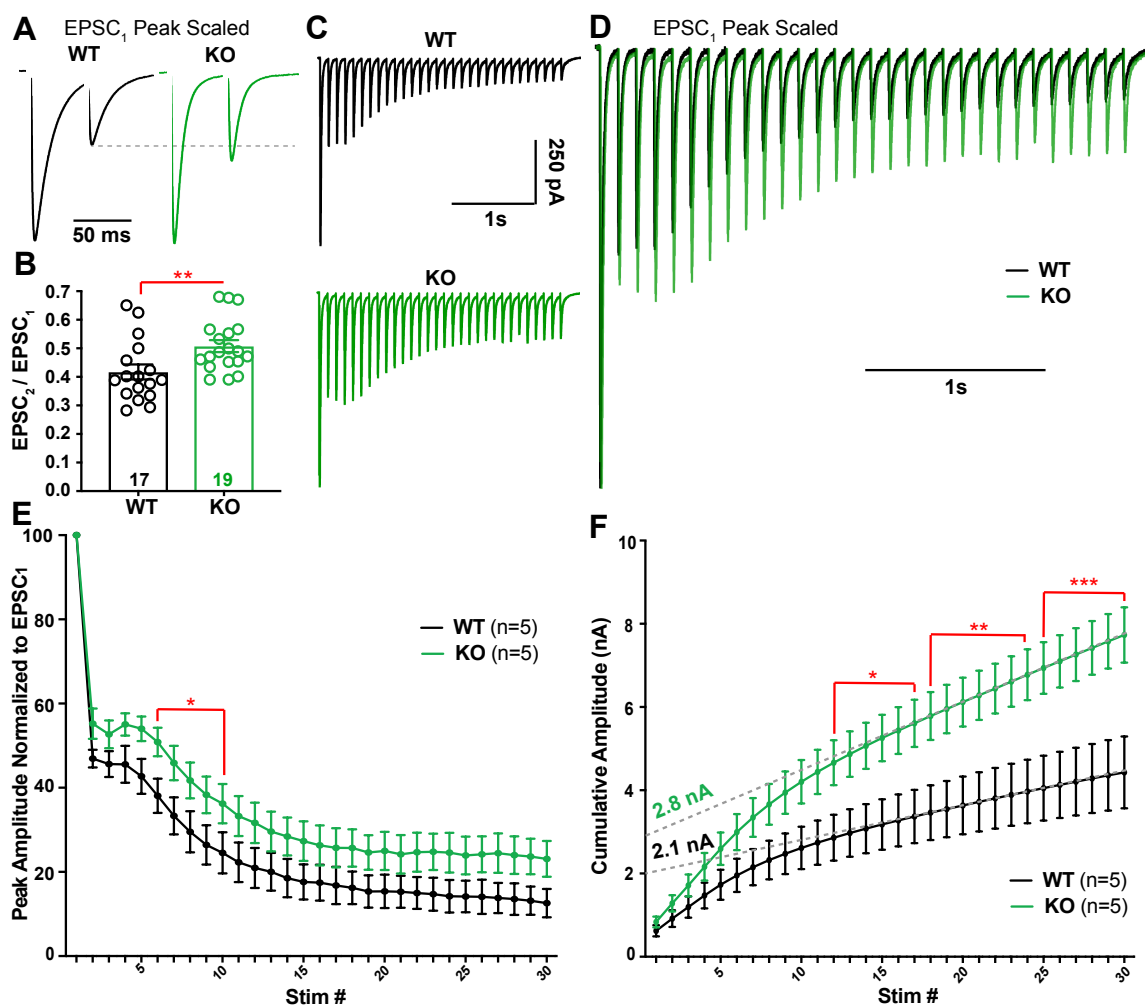 A
EPSC₁ Peak Scaled
WT
KO
50 ms
C
WT
250 pA
1s
KO
D
EPSC₁ Peak Scaled
WT
KO
1s
B
**
EPSC₂ / EPSC₁
0.7
0.6
0.5
0.4
0.3
0.2
0.1
0.0
17
19
WT
KO
E
Peak Amplitude Normalized to EPSC1
100
80
60
40
20
0
*
WT (n=5)
KO (n=5)
5
10
15
20
25
30
Stim #
F
Cumulative Amplitude (nA)
10
8
6
4
2
0
*
**
***
2.8 nA
2.1 nA
WT (n=5)
KO (n=5)
5
10
15
20
25
30
Stim #